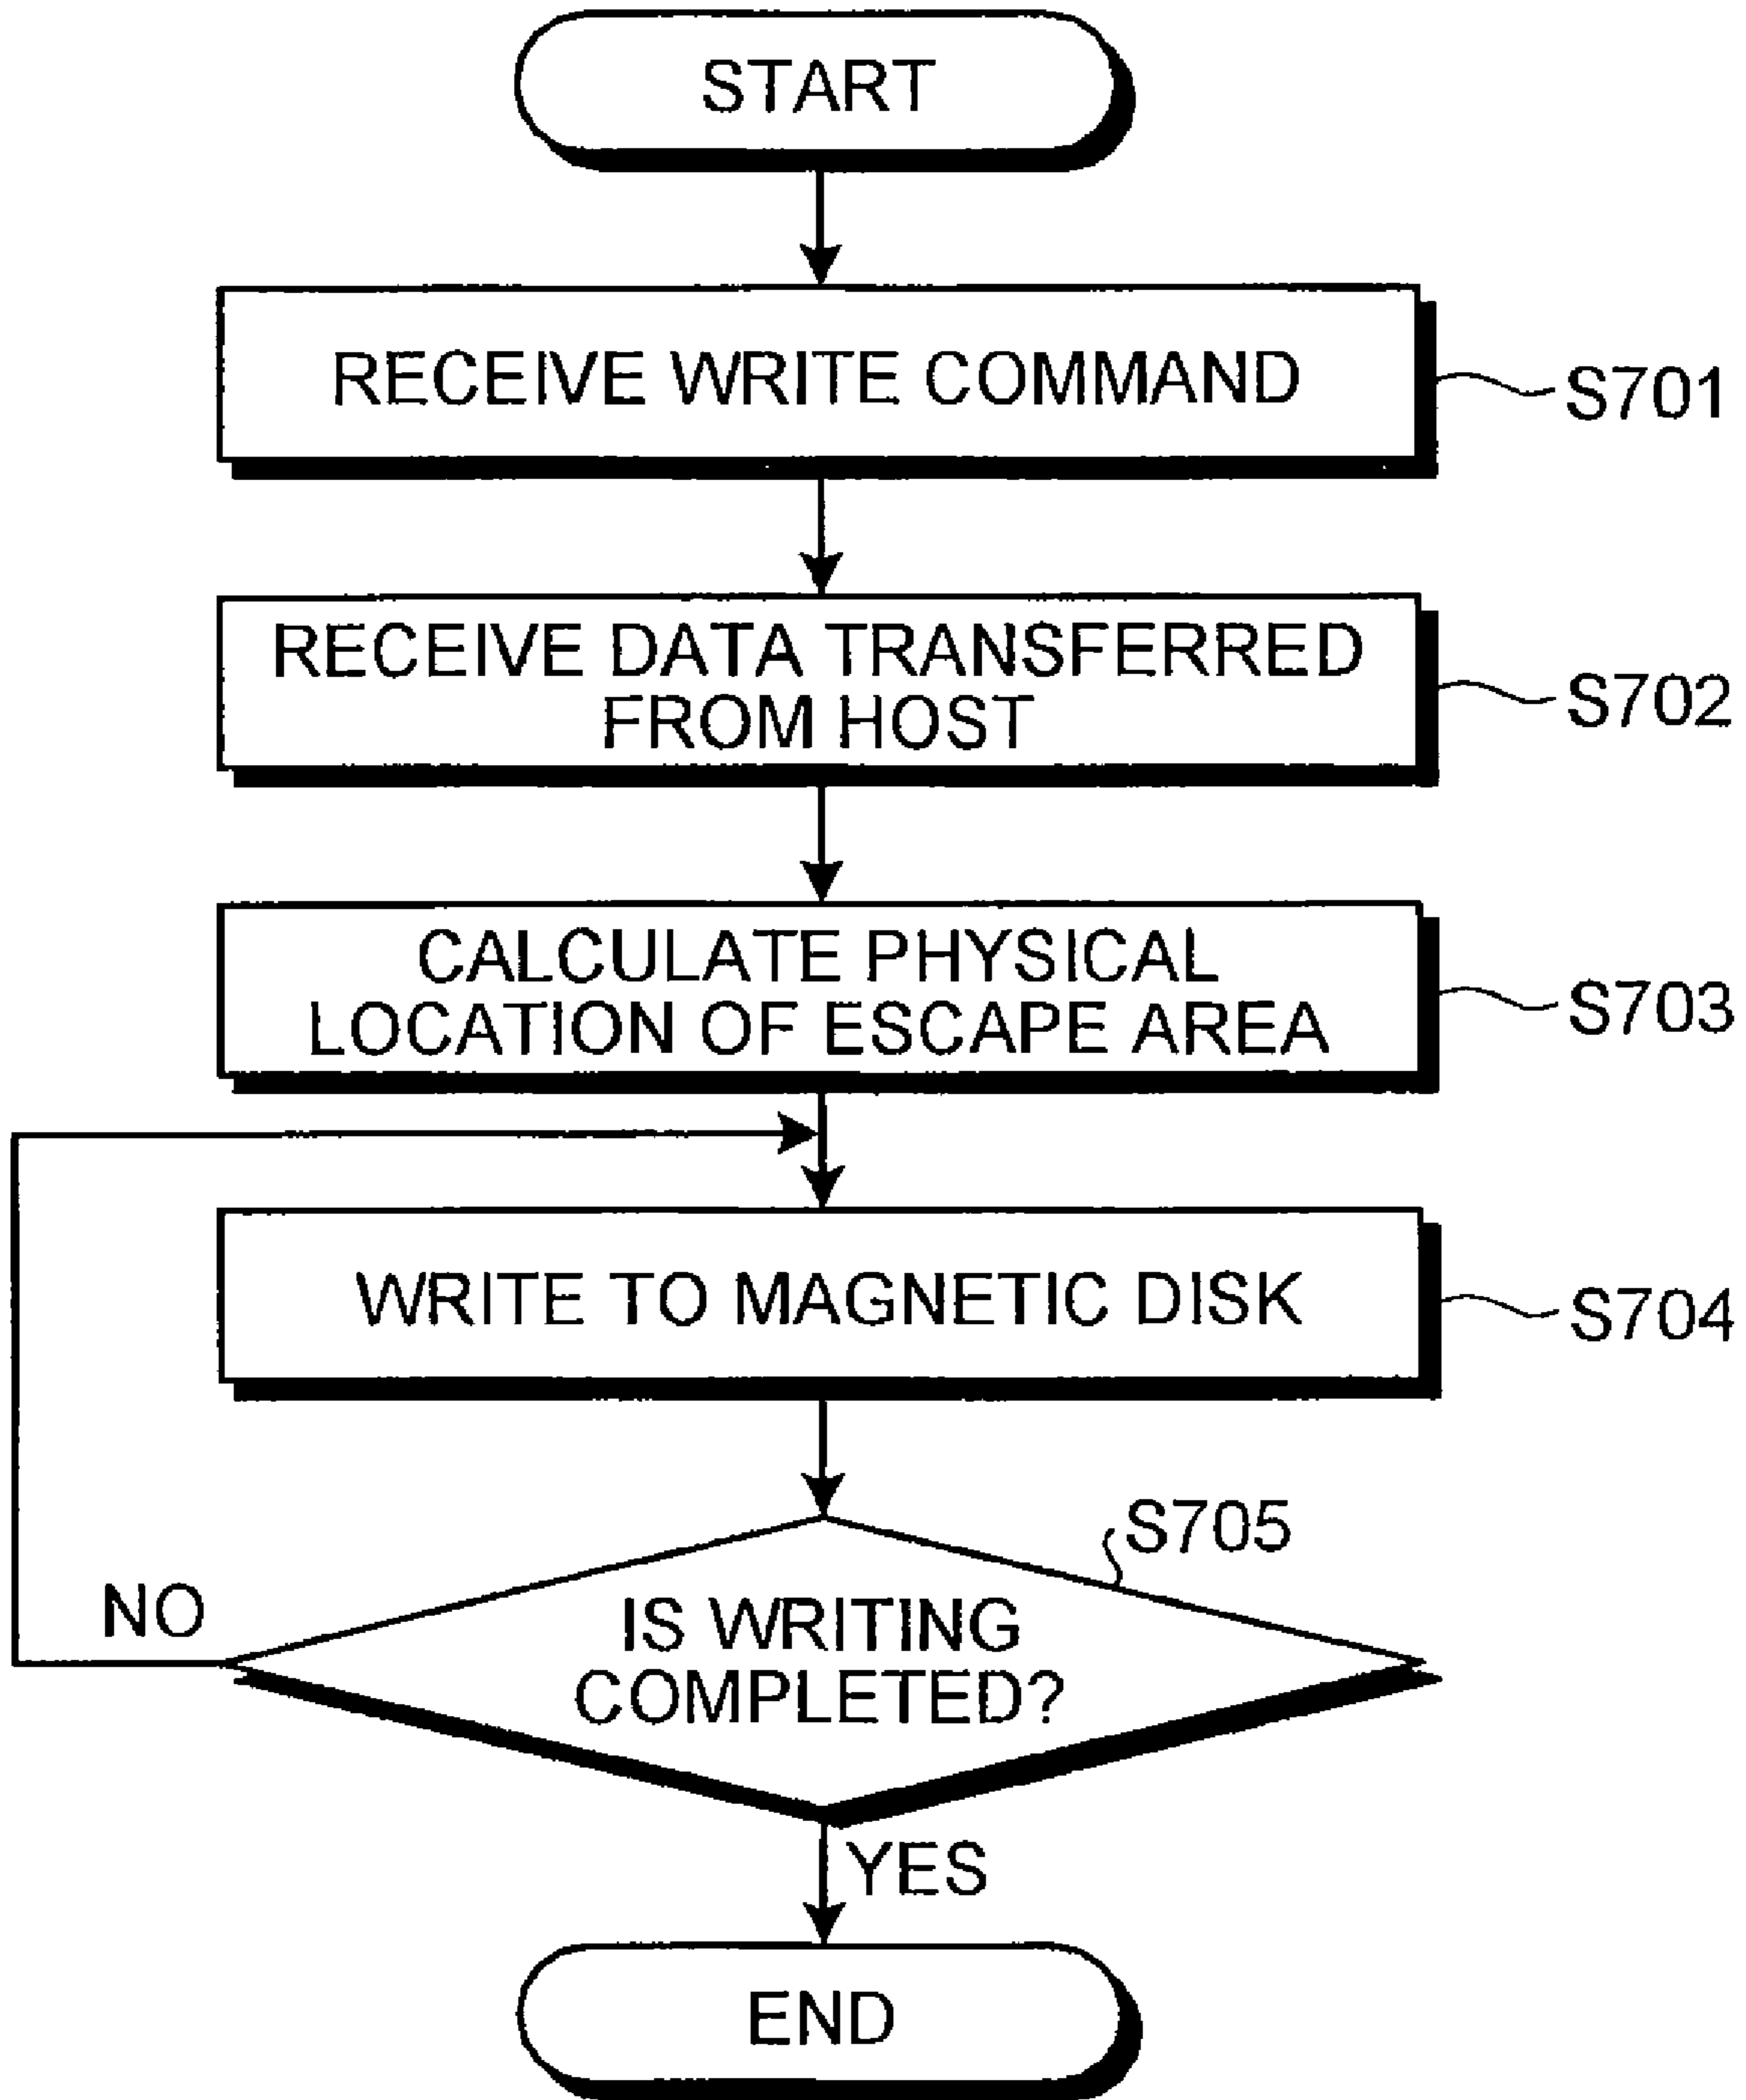 START
RECEIVE WRITE COMMAND
S701
RECEIVE DATA TRANSFERRED
FROM HOST
S702
CALCULATE PHYSICAL
LOCATION OF ESCAPE AREA
S703
WRITE TO MAGNETIC DISK
S704
S705
NO
IS WRITING
COMPLETED?
YES
END